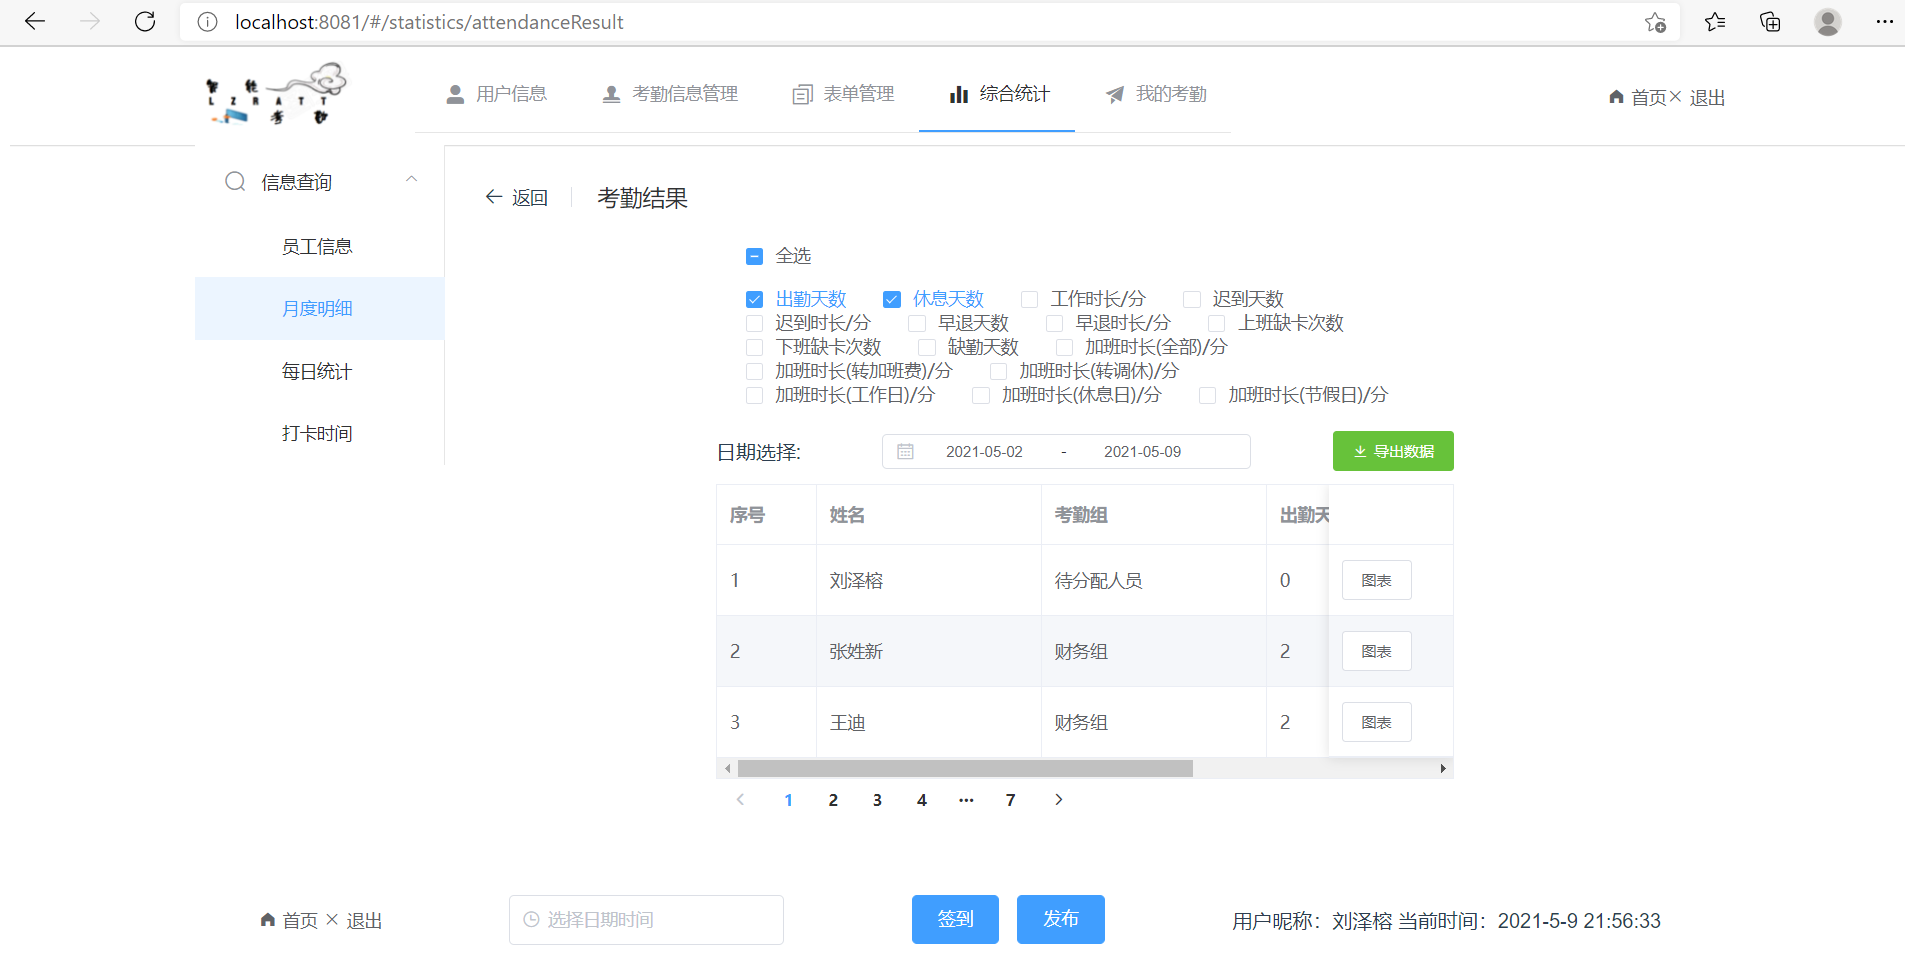 localhost:8081/#/statistics/attendanceResult
智能
LZRATT
考勤
用户信息 考勤信息管理 表单管理 综合统计 我的考勤
首页 退出
信息查询
员工信息
月度明细
每日统计
打卡时间
返回 考勤结果
全选
出勤天数 休息天数 工作时长/分 迟到天数
迟到时长/分 早退天数 早退时长/分 上班缺卡次数
下班缺卡次数 缺勤天数 加班时长(全部)/分
加班时长(转加班费)/分 加班时长(转调休)/分
加班时长(工作日)/分 加班时长(休息日)/分 加班时长(节假日)/分
日期选择: 2021-05-02 - 2021-05-09 导出数据
序号 姓名 考勤组 出勤天
1 刘泽榕 待分配人员 0 图表
2 张姓新 财务组 2 图表
3 王迪 财务组 2 图表
1 2 3 4 ··· 7
首页 退出 选择日期时间 签到 发布 用户昵称：刘泽榕 当前时间：2021-5-9 21:56:33